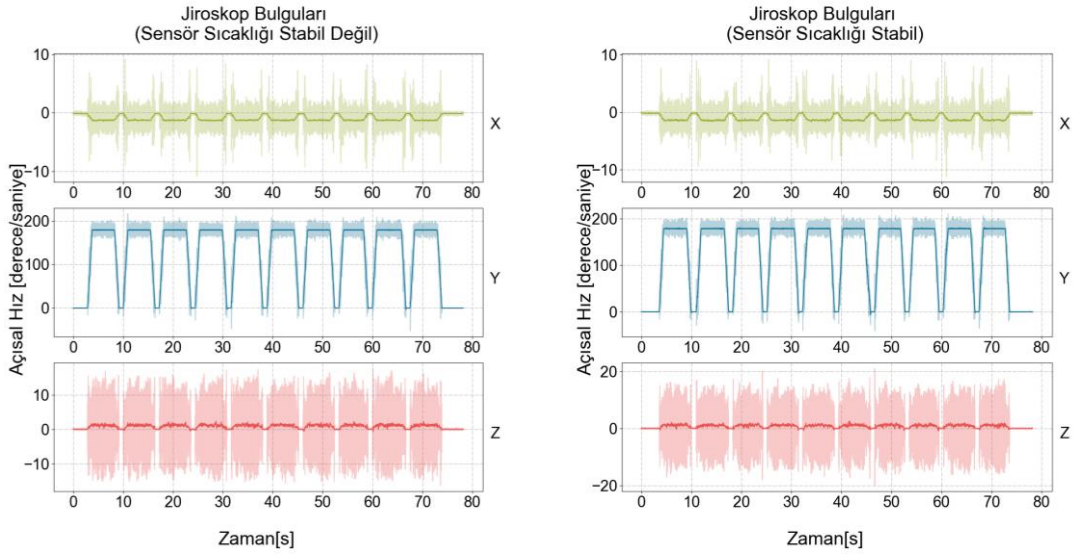 Jiroskop Bulguları
(Sensör Sıcaklığı Stabil Değil)
10
0
−10
X
0 10 20 30 40 50 60 70 80
Açısal Hız [derece/saniye]
200
100
0
Y
0 10 20 30 40 50 60 70 80
10
0
−10
Z
0 10 20 30 40 50 60 70 80
Zaman[s]
Jiroskop Bulguları
(Sensör Sıcaklığı Stabil)
10
0
−10
X
0 10 20 30 40 50 60 70 80
Açısal Hız [derece/saniye]
200
100
0
Y
0 10 20 30 40 50 60 70 80
20
0
−20
Z
0 10 20 30 40 50 60 70 80
Zaman[s]